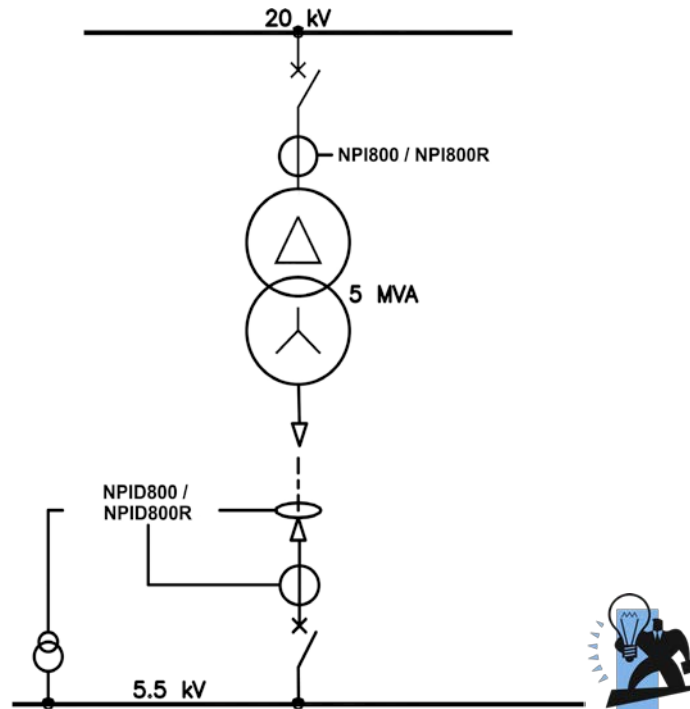 20 kV
NPI800 / NPI800R
5 MVA
NPID800 /
NPID800R
5.5 kV